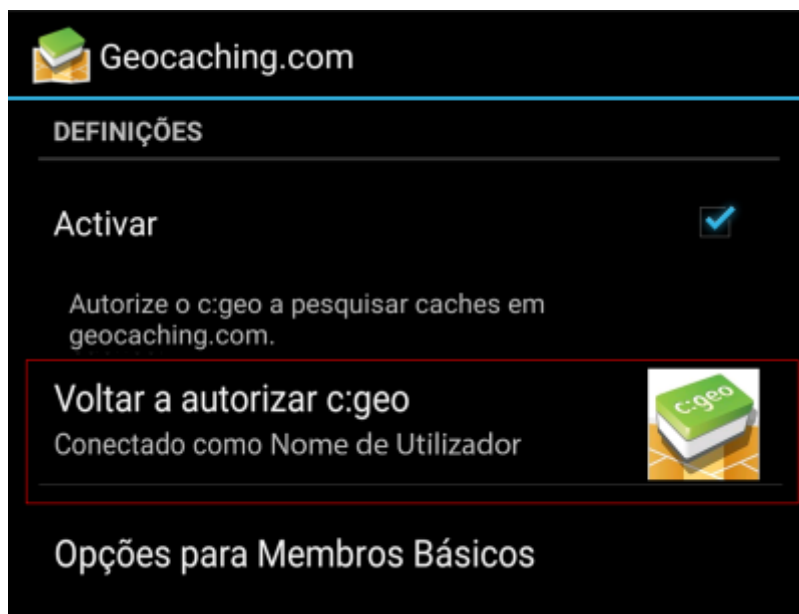 Geocaching.com
DEFINIÇÕES
Activar
Autorize o c:geo a pesquisar caches em
geocaching.com.
Voltar a autorizar c:geo
c:geo
Conectado como Nome de Utilizador
Opções para Membros Básicos